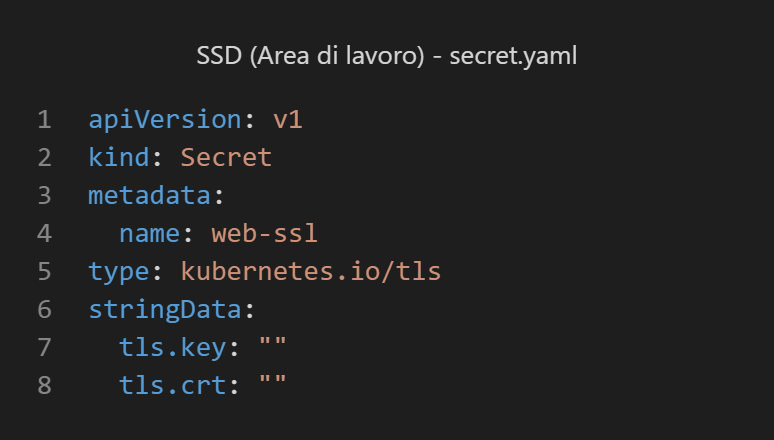 SSD (Area di lavoro) - secret.yaml
1 apiVersion: v1
2 kind: Secret
3 metadata:
4   name: web-ssl
5 type: kubernetes.io/tls
6 stringData:
7   tls.key: ""
8   tls.crt: ""